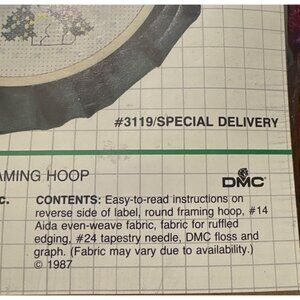 #3119/SPECIAL DELIVERY
AMING HOOP
DMC®
c.
CONTENTS: Easy-to-read instructions on
reverse side of label, round framing hoop, #14
Aida even-weave fabric, fabric for ruffled
edging, #24 tapestry needle, DMC floss and
graph. (Fabric may vary due to availability.)
© 1987